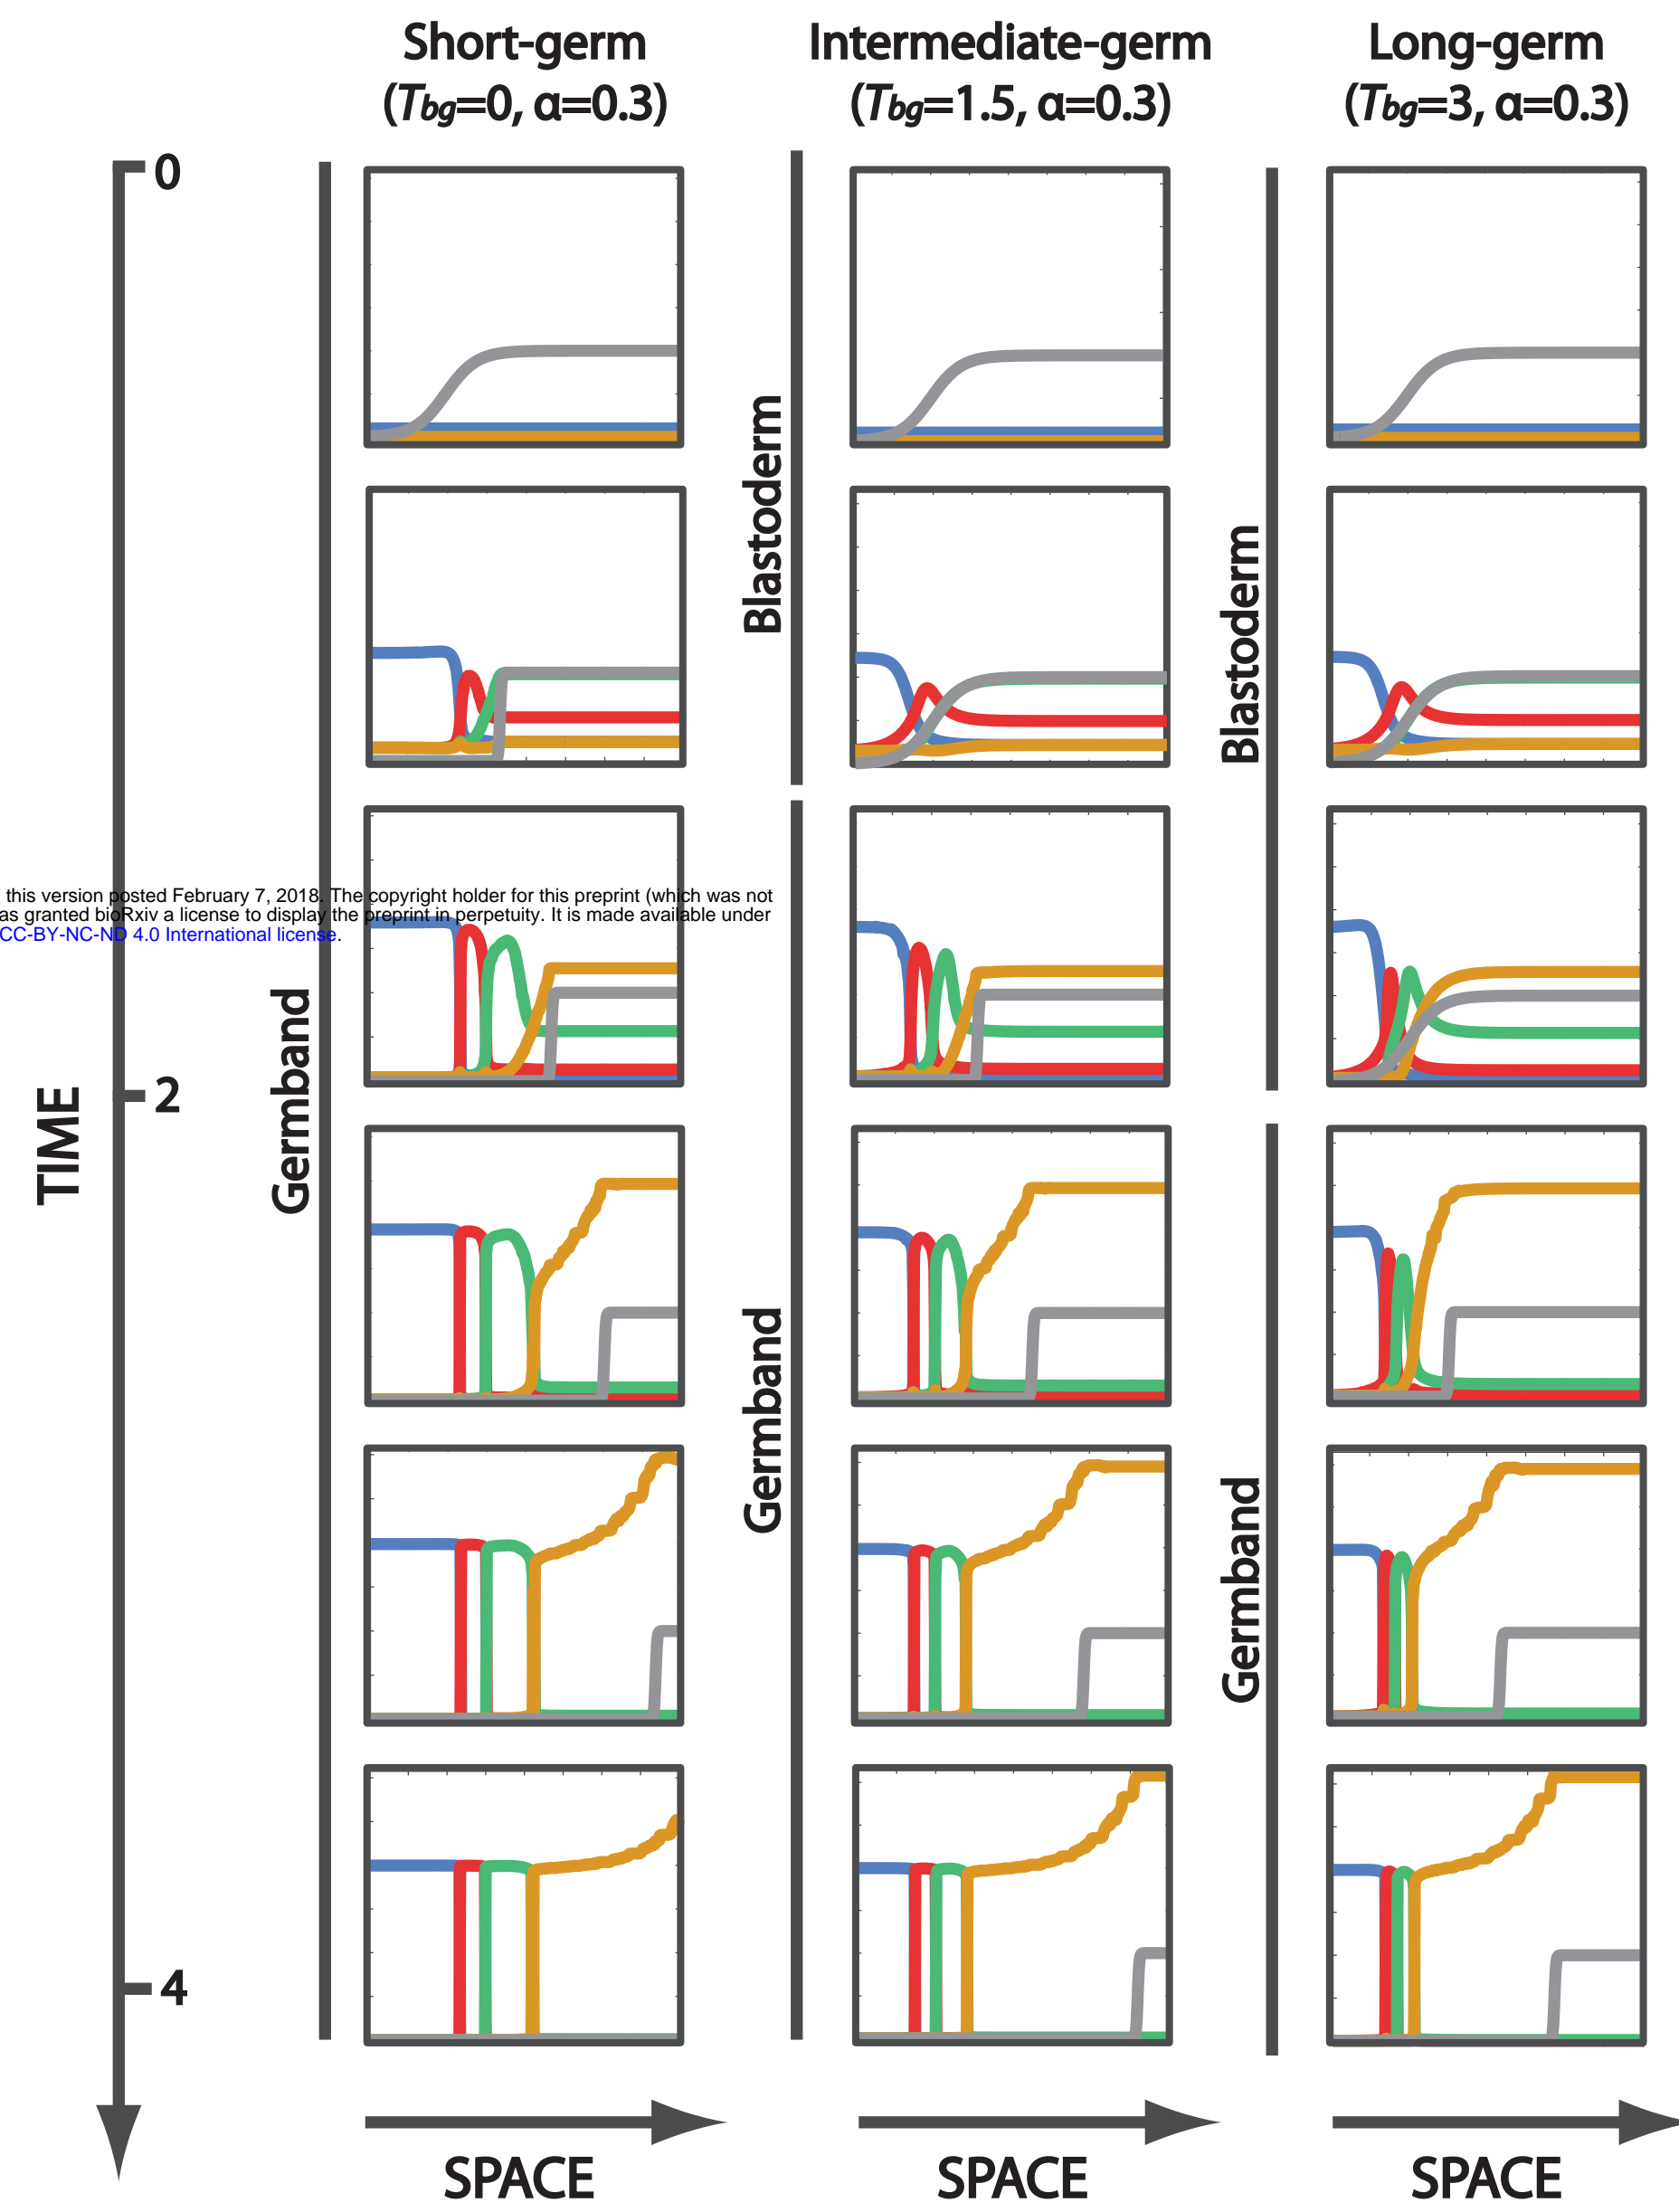 Short-germ
(Tbg=0, α=0.3)
Intermediate-germ
(Tbg=1.5, α=0.3)
Long-germ
(Tbg=3, α=0.3)
0
2
4
TIME
Germband
Blastoderm
Germband
Blastoderm
Germband
this version posted February 7, 2018. The copyright holder for this preprint (which was not
as granted bioRxiv a license to display the preprint in perpetuity. It is made available under
CC-BY-NC-ND 4.0 International license.
SPACE
SPACE
SPACE